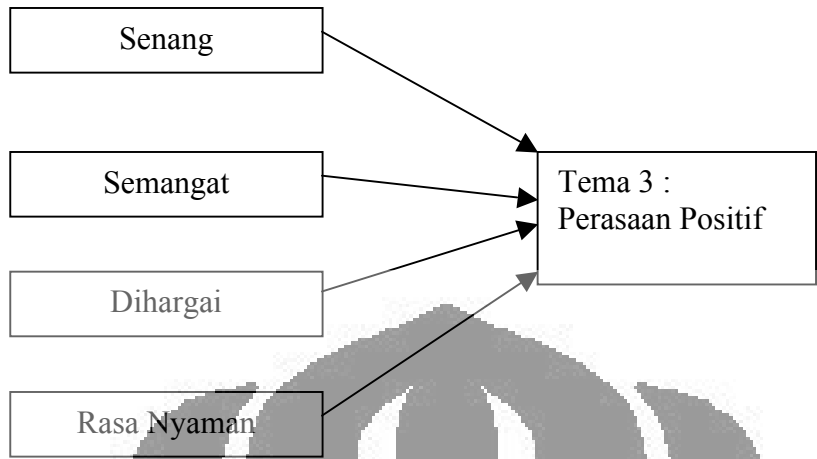 Senang
Semangat
Tema 3 :
Perasaan Positif
Dihargai
Rasa Nyaman